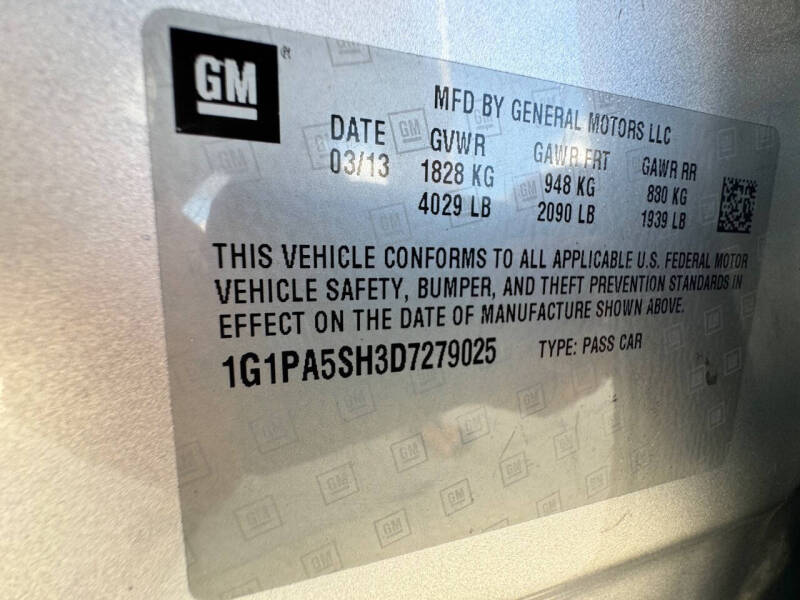 GM ®
MFD BY GENERAL MOTORS LLC
DATE GVWR GAWR FRT GAWR RR
03/13 1828 KG 948 KG 880 KG
4029 LB 2090 LB 1939 LB
THIS VEHICLE CONFORMS TO ALL APPLICABLE U.S. FEDERAL MOTOR
VEHICLE SAFETY, BUMPER, AND THEFT PREVENTION STANDARDS IN
EFFECT ON THE DATE OF MANUFACTURE SHOWN ABOVE.
1G1PA5SH3D7279025 TYPE: PASS CAR